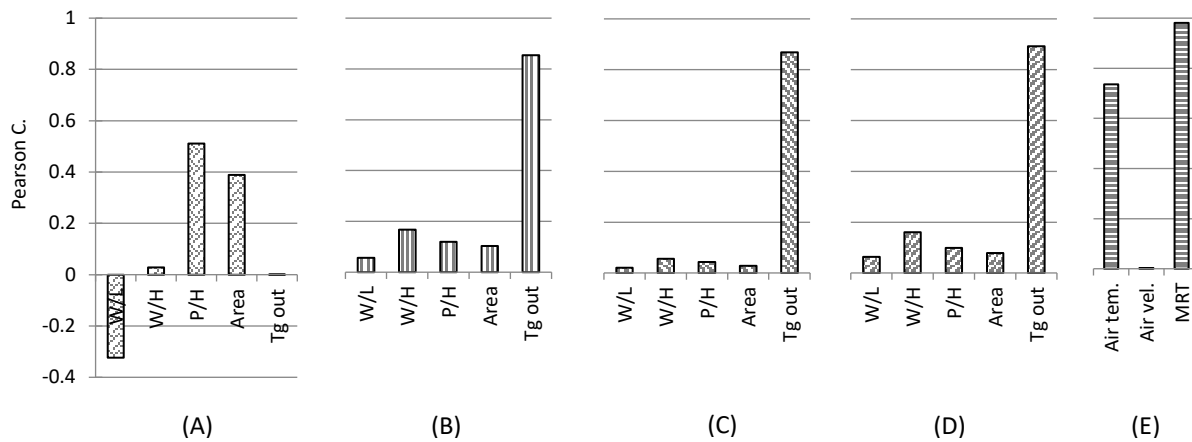 1
0.8
0.6
0.4
0.2
0
-0.2
-0.4
Pearson C.
W/L
W/H
P/H
Area
Tg out
W/L
W/H
P/H
Area
Tg out
W/L
W/H
P/H
Area
Tg out
W/L
W/H
P/H
Area
Tg out
Air tem.
Air vel.
MRT
(A)
(B)
(C)
(D)
(E)